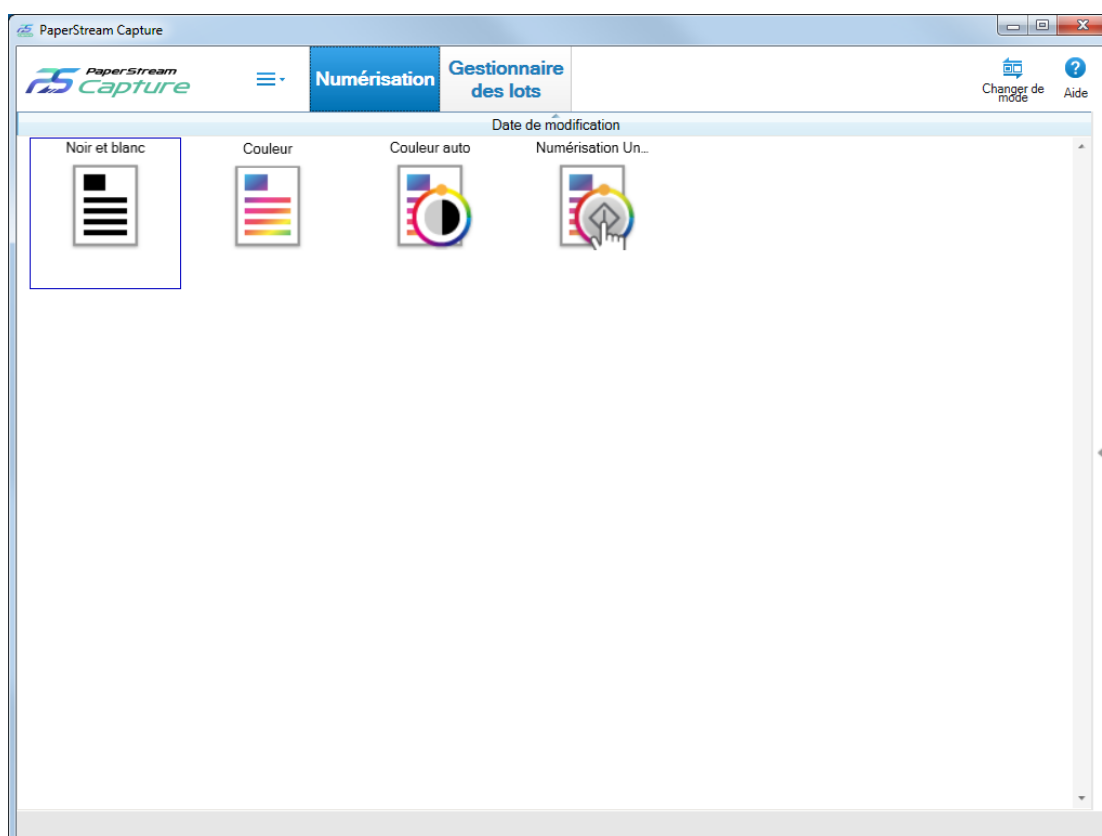 PaperStream Capture
PaperStream
Capture
Numérisation
Gestionnaire
des lots
Changer de
mode
Aide
Date de modification
Noir et blanc
Couleur
Couleur auto
Numérisation Un...